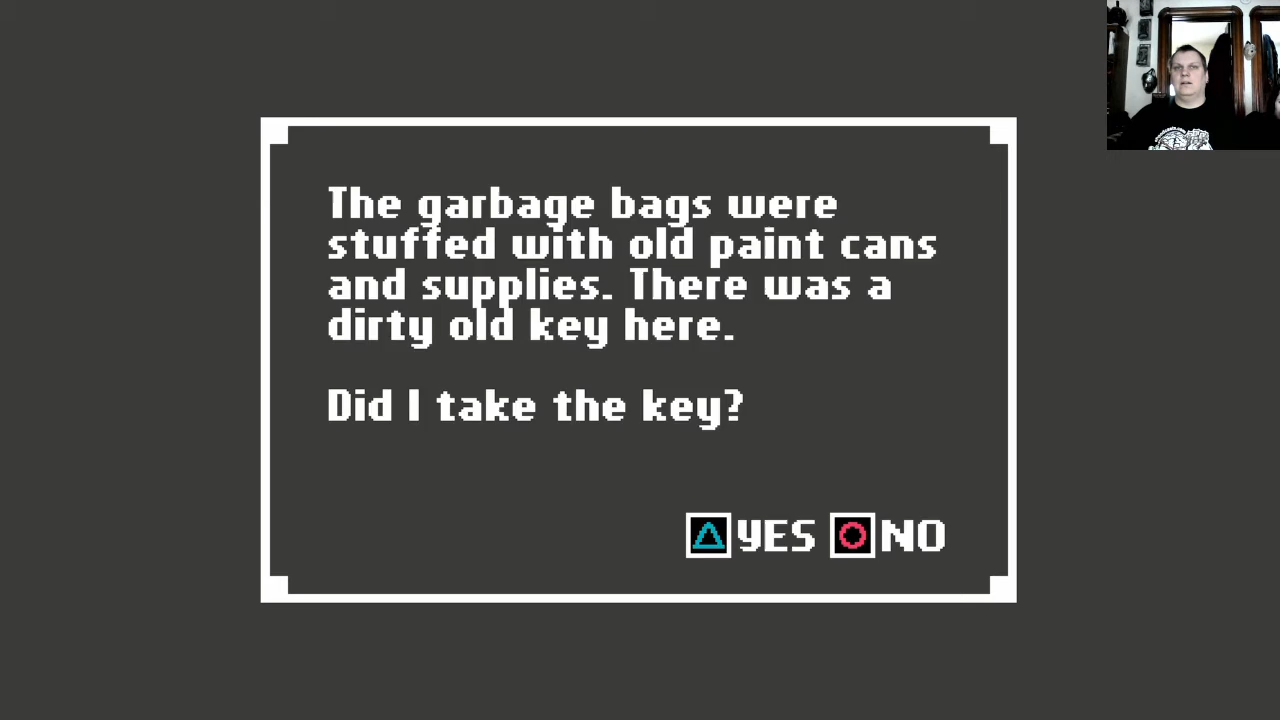 The garbage bags were
stuffed with old paint cans
and supplies. There was a
dirty old key here.
Did I take the key?
YES NO